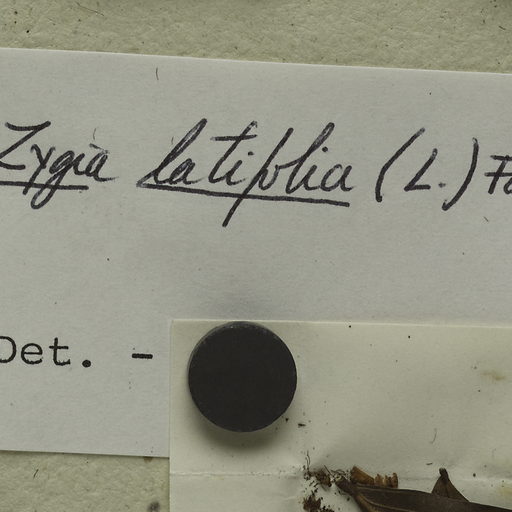 Zygia latifolia (L.) Fa
Det. -